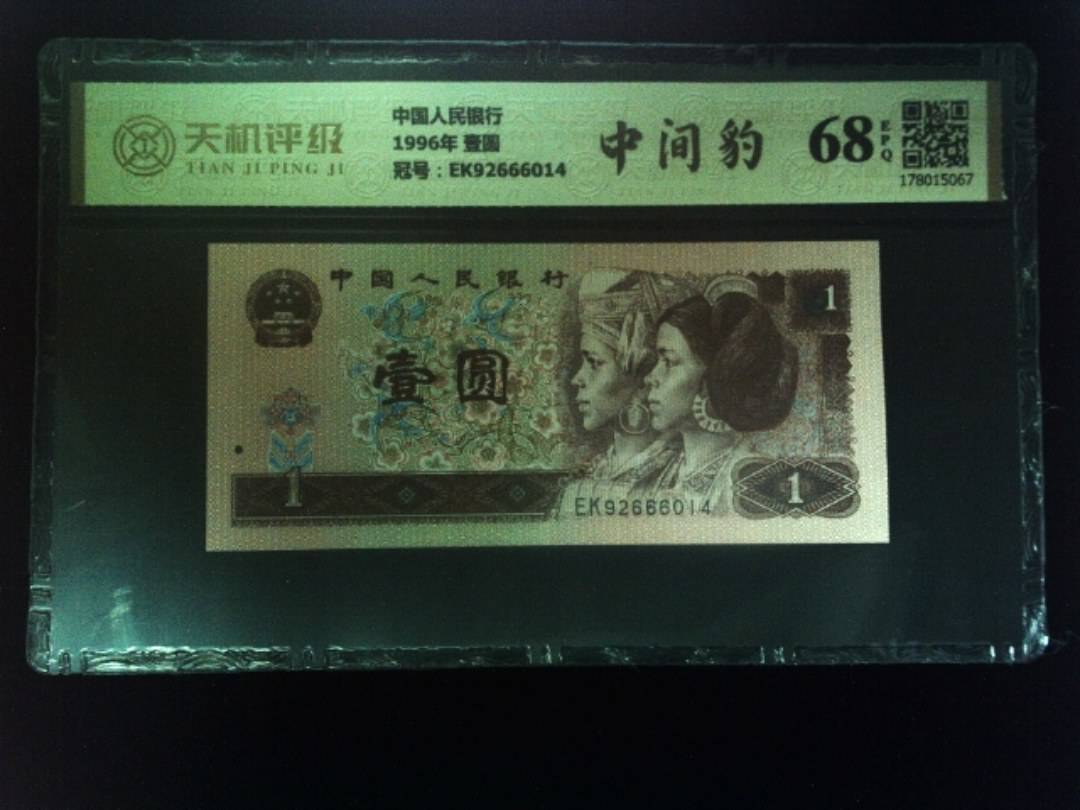 天机评级
TIAN JI PING JI
中国人民银行
1996年 壹圆
冠号：EK92666014
中间豹
68
EPQ
178015067
中国人民银行
1
壹圆
1
EK92666014
1